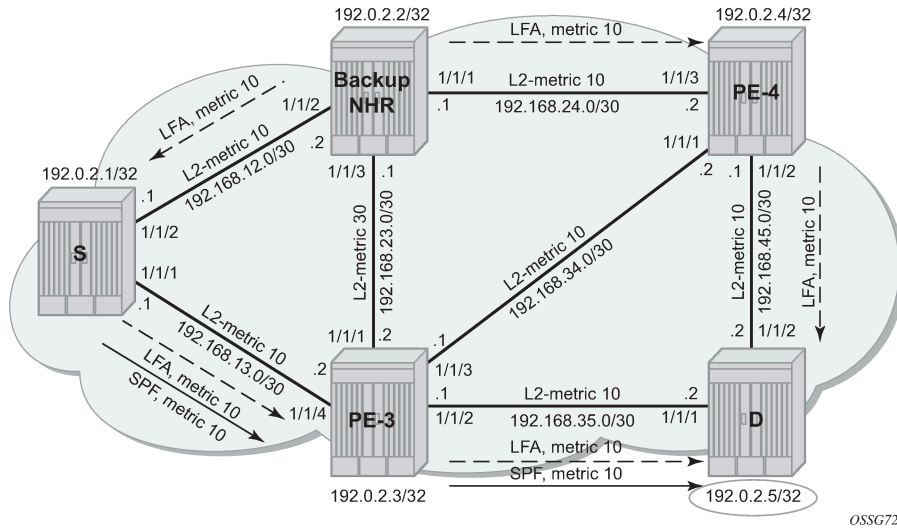 192.0.2.2/32
192.0.2.4/32
LFA, metric 10
Backup
NHR
1/1/1
L2-metric 10
1/1/3
PE-4
.1
192.168.24.0/30
.2
LFA, metric 10
1/1/2
.2
L2-metric 10
192.168.12.0/30
1/1/1
.2
.1
1/1/2
1/1/3
.1
192.0.2.1/32
.1
S
1/1/2
L2-metric 30
192.168.23.0/30
L2-metric 10
192.168.34.0/30
L2-metric 10
192.168.45.0/30
LFA, metric 10
1/1/1
.1
L2-metric 10
192.168.13.0/30
LFA, metric 10
SPF, metric 10
1/1/1
.2
.1
1/1/3
.2
1/1/2
.2
1/1/4
PE-3
.1
1/1/2
L2-metric 10
192.168.35.0/30
.2
1/1/1
D
LFA, metric 10
SPF, metric 10
192.0.2.3/32
192.0.2.5/32
OSSG72